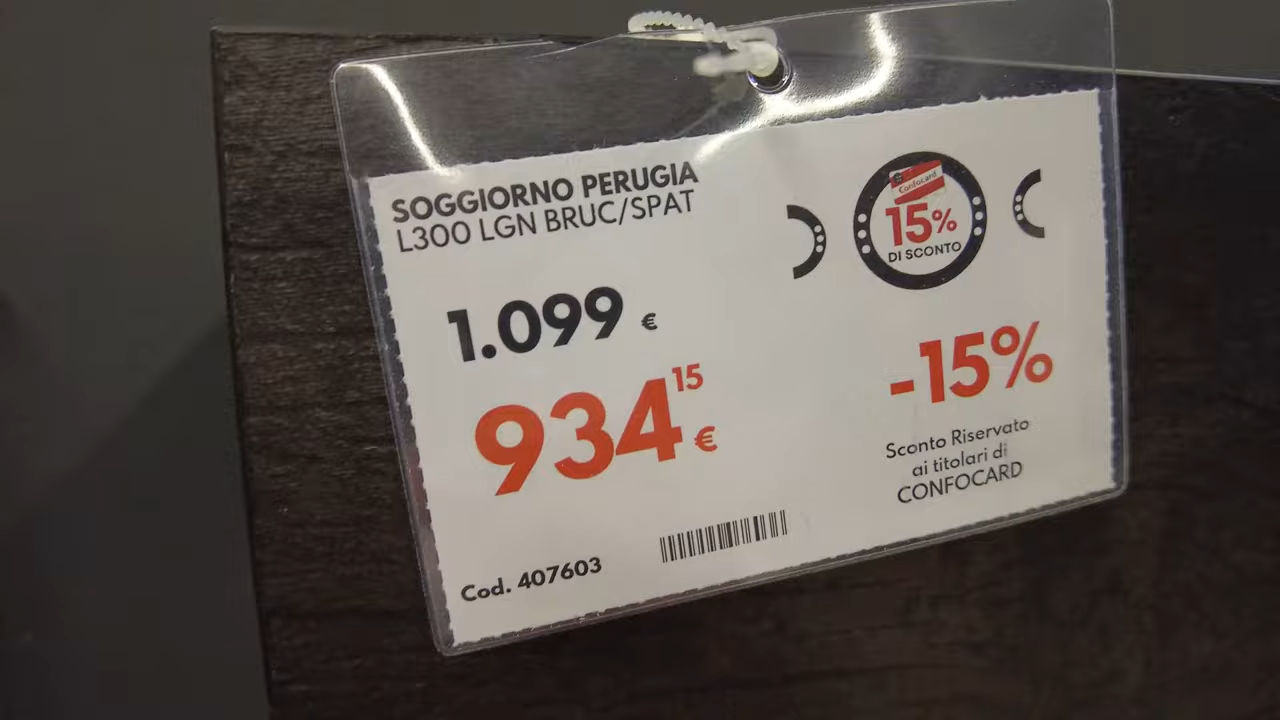 SOGGIORNO PERUGIA
L300 LGN BRUC/SPAT
1.099 €
934 15 €
Cod. 407603
Confocard
15%
DI SCONTO
-15%
Sconto Riservato
ai titolari di
CONFOCARD